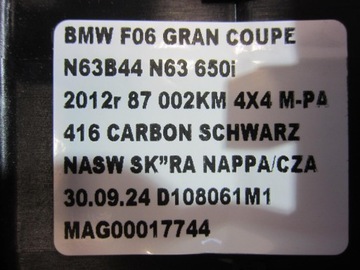 BMW F06 GRAN COUPE
N63B44 N63 650i
2012r 87 002KM 4X4 M-PA
416 CARBON SCHWARZ
NASW SK"RA NAPPA/CZA
30.09.24 D108061M1
MAG00017744